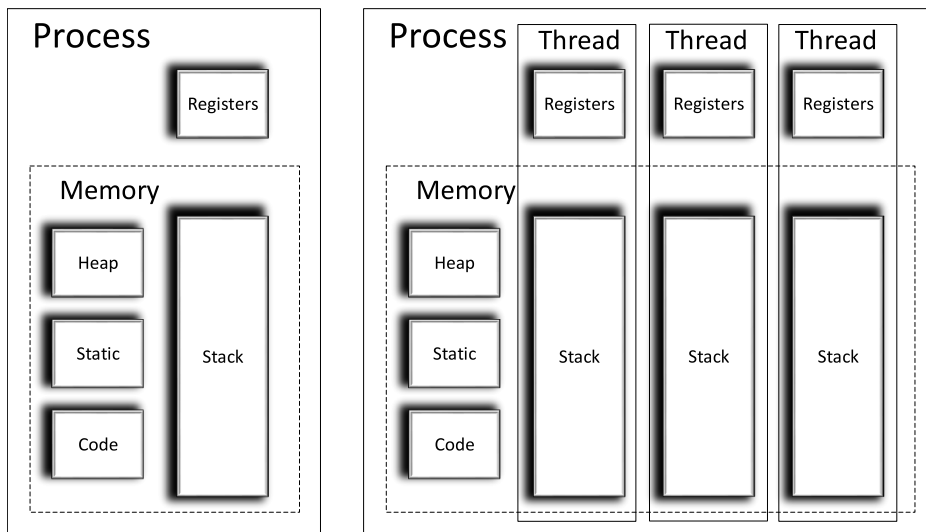 Process
Registers
Memory
Heap
Static
Code
Stack
Process
Thread
Thread
Thread
Registers
Registers
Registers
Memory
Heap
Static
Code
Stack
Stack
Stack